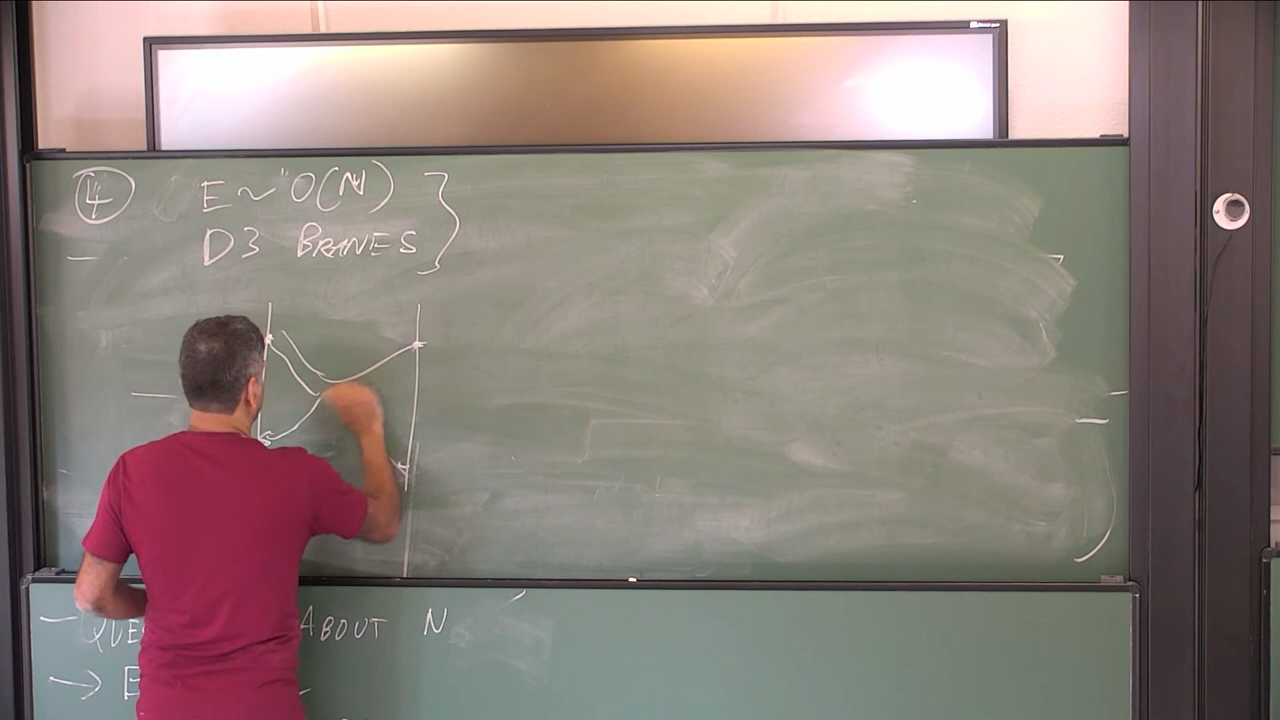 ④ E ~ "O(N)
D3 BRANES
ABOUT N
→ E